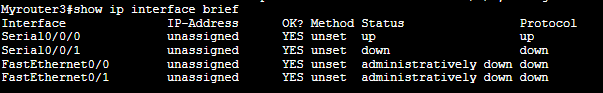 Myrouter3#show ip interface brief
Interface IP-Address OK? Method Status Protocol
Serial0/0/0 unassigned YES unset up up
Serial0/0/1 unassigned YES unset down down
FastEthernet0/0 unassigned YES unset administratively down down
FastEthernet0/1 unassigned YES unset administratively down down